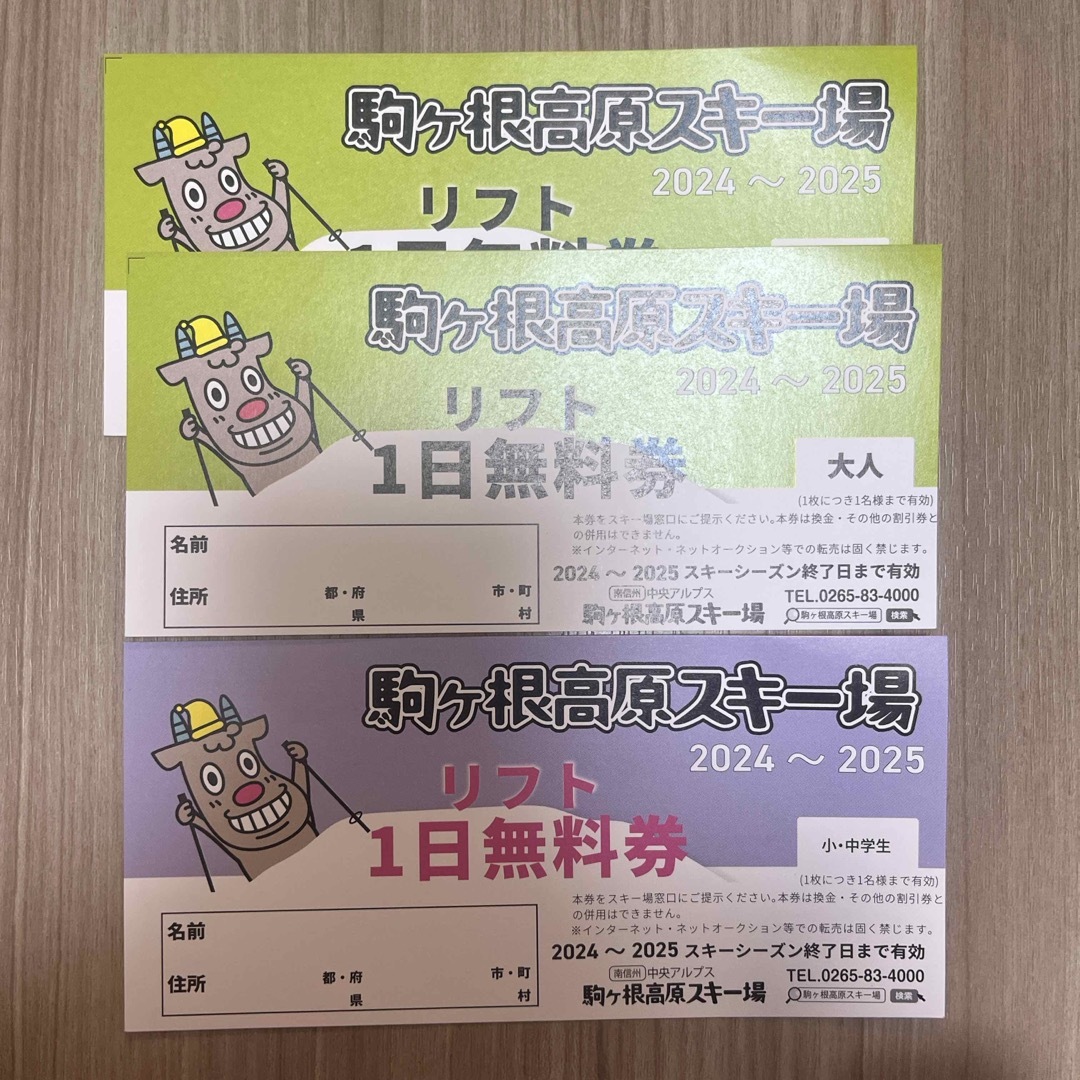 駒ヶ根高原スキー場
2024 〜 2025
リフト
1日無料券
駒ヶ根高原スキー場
2024 〜 2025
リフト
1日無料券
大人
(1枚につき1名様まで有効)
本券をスキー場窓口にご提示ください。本券は換金・その他の割引券と
の併用はできません。
※インターネット・ネットオークション等での転売は固く禁じます。
2024 〜 2025 スキーシーズン終了日まで有効
名前
住所 都・府 市・町
県 村
南信州 中央アルプス TEL.0265-83-4000
駒ヶ根高原スキー場 駒ヶ根高原スキー場 検索
駒ヶ根高原スキー場
2024 〜 2025
リフト
1日無料券
小・中学生
(1枚につき1名様まで有効)
本券をスキー場窓口にご提示ください。本券は換金・その他の割引券と
の併用はできません。
※インターネット・ネットオークション等での転売は固く禁じます。
2024 〜 2025 スキーシーズン終了日まで有効
名前
住所 都・府 市・町
県 村
南信州 中央アルプス TEL.0265-83-4000
駒ヶ根高原スキー場 駒ヶ根高原スキー場 検索